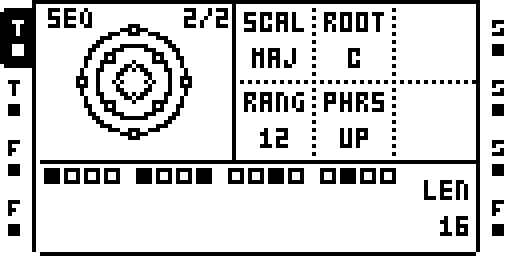 SEQ 2/2
SCAL ROOT
MAJ C
RANG PHRS
12 UP
LEN
16
T
T
F
F
S
S
S
F